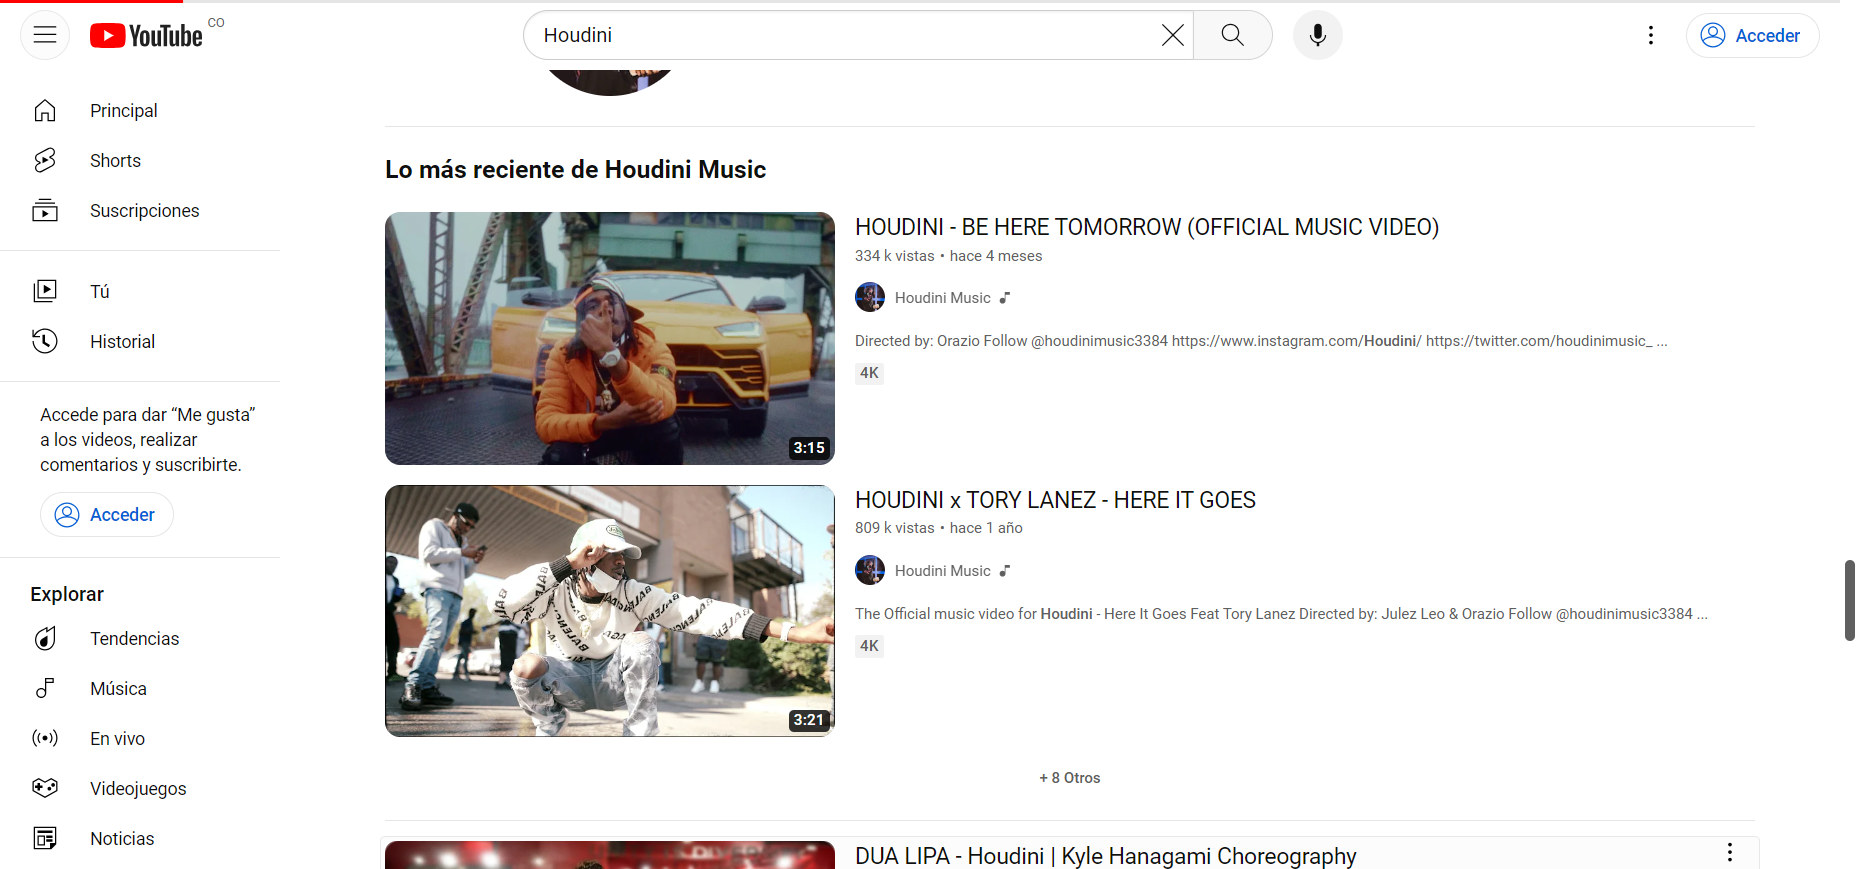 YouTube CO
Houdini
Acceder
Principal
Shorts
Suscripciones
Tú
Historial
Accede para dar “Me gusta”
a los videos, realizar
comentarios y suscribirte.
Acceder
Explorar
Tendencias
Música
En vivo
Videojuegos
Noticias
Lo más reciente de Houdini Music
3:15
HOUDINI - BE HERE TOMORROW (OFFICIAL MUSIC VIDEO)
334 k vistas • hace 4 meses
Houdini Music
Directed by: Orazio Follow @houdinimusic3384 https://www.instagram.com/Houdini/ https://twitter.com/houdinimusic_ ...
4K
3:21
HOUDINI x TORY LANEZ - HERE IT GOES
809 k vistas • hace 1 año
Houdini Music
The Official music video for Houdini - Here It Goes Feat Tory Lanez Directed by: Julez Leo & Orazio Follow @houdinimusic3384 ...
4K
+ 8 Otros
DUA LIPA - Houdini | Kyle Hanagami Choreography